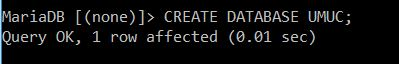 MariaDB [(none)]> CREATE DATABASE UMUC;
Query OK, 1 row affected (0.01 sec)